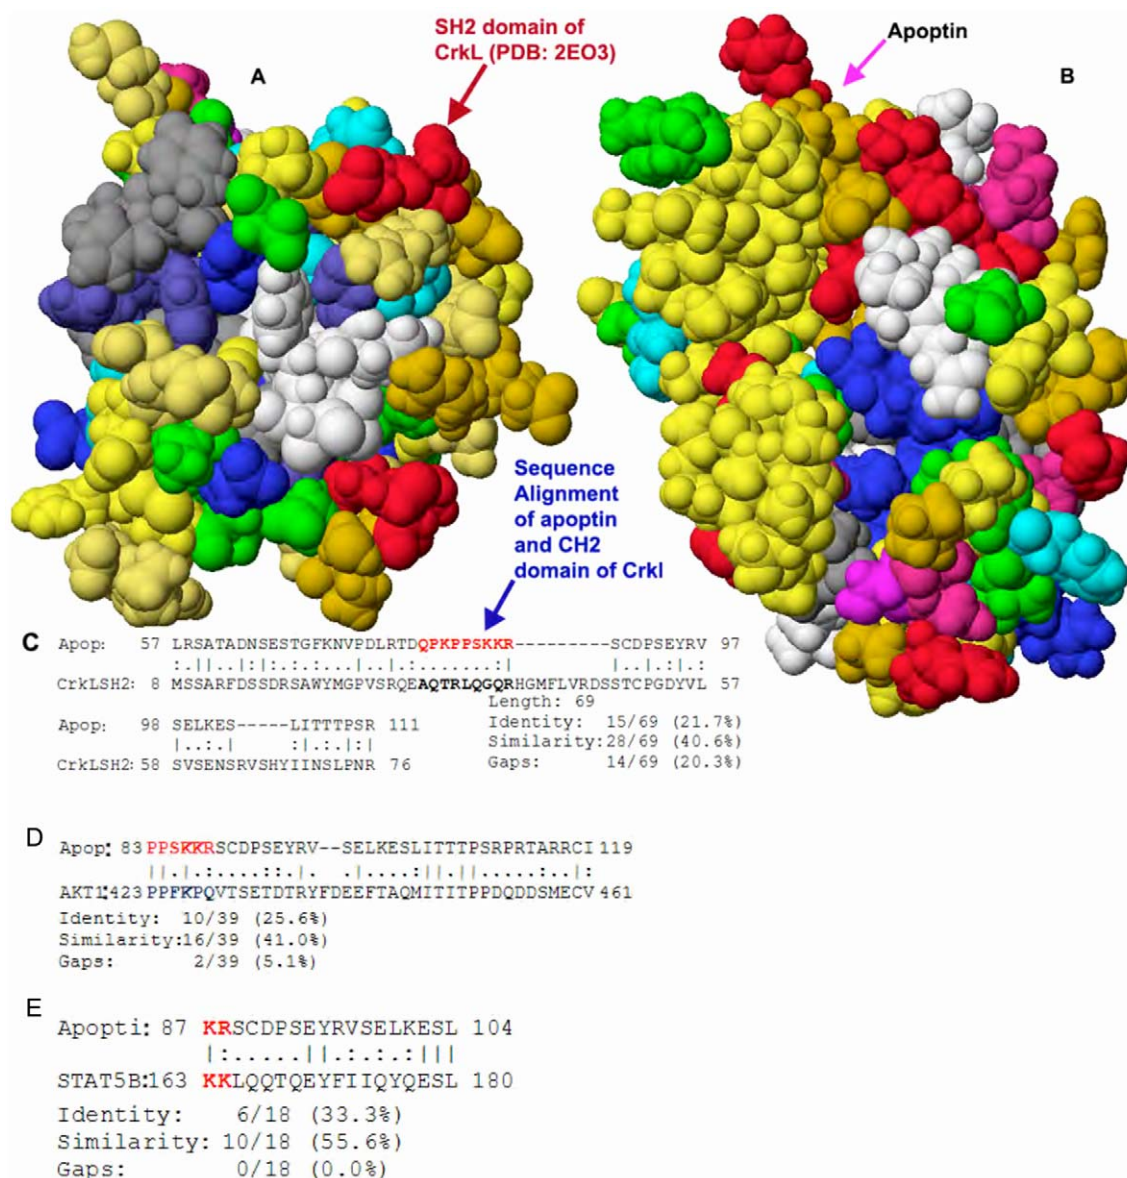 SH2 domain of
CrkL (PDB: 2EO3)
A
Apoptin
B
Sequence
Alignment
of apoptin
and CH2
domain of Crkl
C
Apop: 57 LRSATADNSESTGFKNVPDLRTDQPKPPSKKR---------SCDPSEYRV 97
:.||.|:|:.:..:...|.|..|......:.|         |..|.|:.:
CrkLSH2: 8 MSSARFDSSDRSAWYMGPVSRQEAQTRLQGQRHGMFLVRDSSTCPGDYVL 57
Length: 69
Apop: 98 SELKES-----LITTTPSR 111
|..:.|     :|.:.|.|
CrkLSH2: 58 SVSENSRVSHYIINSLPNR 76
Identity: 15/69 (21.7%)
Similarity:28/69 (40.6%)
Gaps: 14/69 (20.3%)
D
Apop: 83 PPSKKRSCDPSEYRV--SELKESLITTTPSRPRTARRCI 119
||.|.:....::.|. .|.....||.|.......|:
AKT1:423 PPFKPQVTSETDTRYFDEEFTAQMITITPPDQDDSMECV 461
Identity: 10/39 (25.6%)
Similarity:16/39 (41.0%)
Gaps: 2/39 (5.1%)
E
Apopti: 87 KRSCDPSEYRVSELKESL 104
|:.....||.:.:.:|||
STAT5B:163 KKLQQTQEYFIIQYQESL 180
Identity: 6/18 (33.3%)
Similarity: 10/18 (55.6%)
Gaps: 0/18 (0.0%)